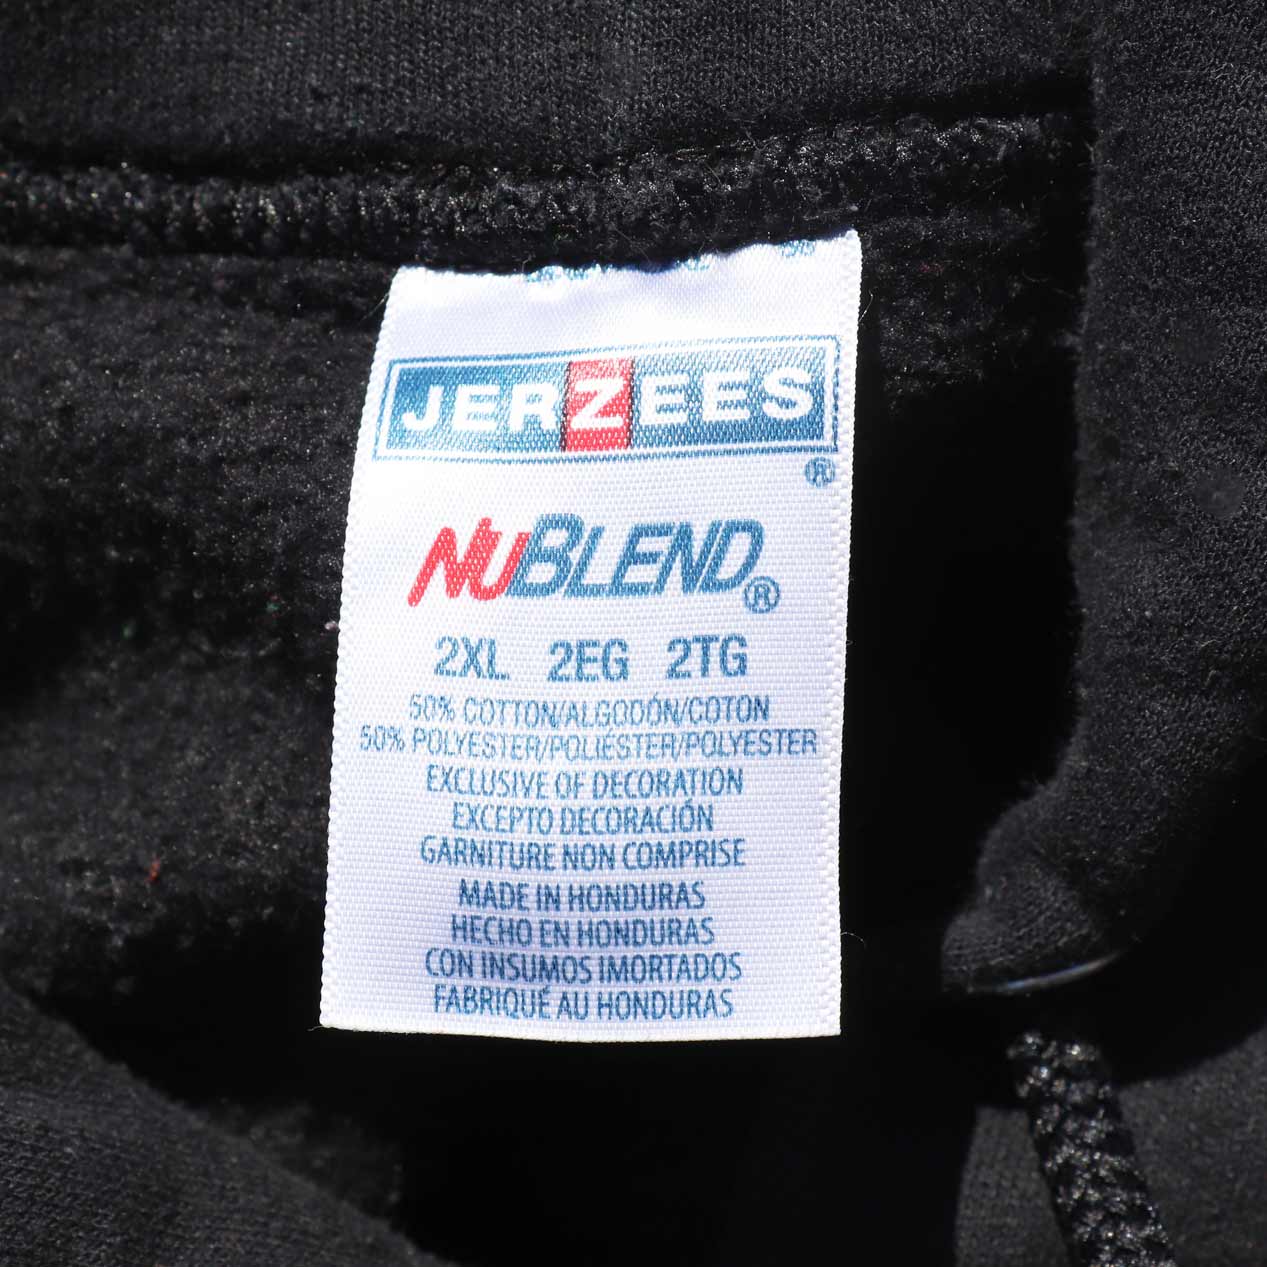 JERZEES
®
NUBLEND®
2XL 2EG 2TG
50% COTTON/ALGODÓN/COTON
50% POLYESTER/POLIÉSTER/POLYESTER
EXCLUSIVE OF DECORATION
EXCEPTO DECORACIÓN
GARNITURE NON COMPRISE
MADE IN HONDURAS
HECHO EN HONDURAS
CON INSUMOS IMORTADOS
FABRIQUÉ AU HONDURAS